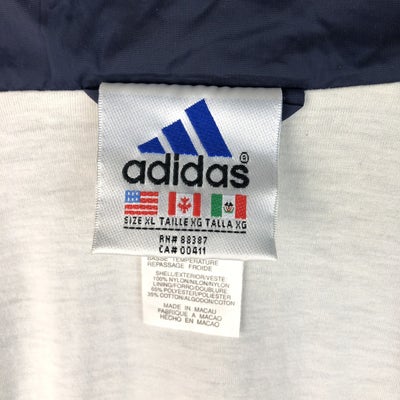 adidas
SIZE XL TAILLE XG TALLA XG
RN# 88387
CA# 00411
BASSE TEMPERATURE
REPASSAGE FROIDE
SHELL/EXTERIOR/VESTE
100% NYLON/NILON/NYLON
LINING/FORRO/DOUBLURE
65% POLYESTER/POLIESTER
35% COTTON/ALGODON/COTON
MADE IN MACAU
FABRIQUE A MACAO
HECHO EN MACAO